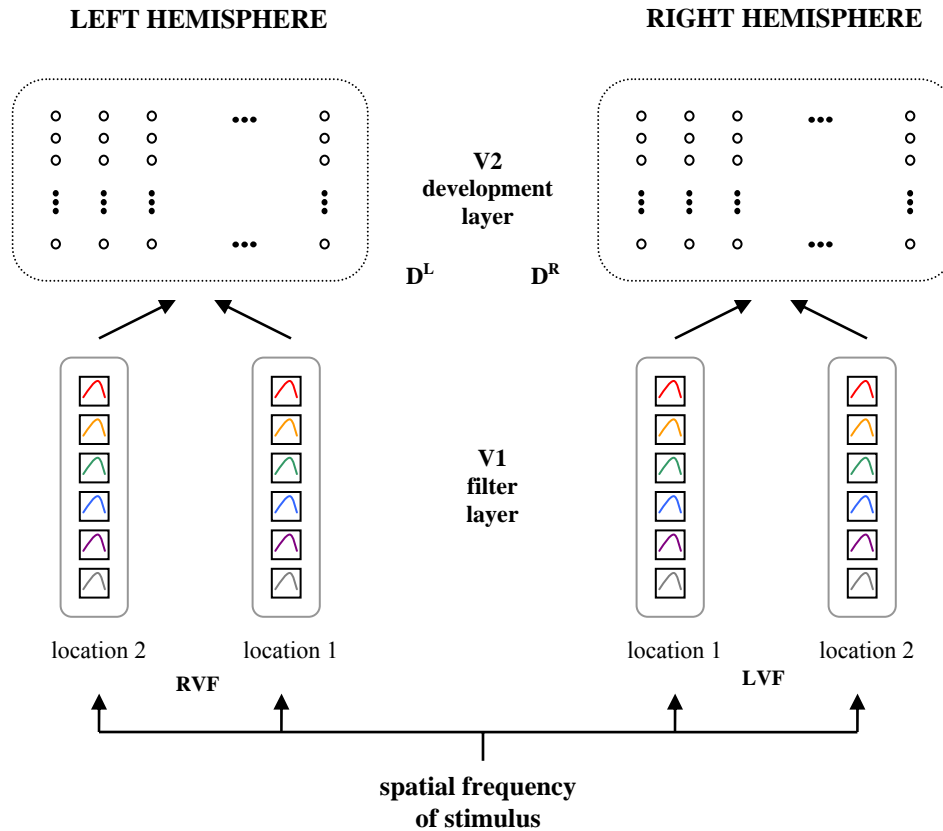 LEFT HEMISPHERE
RIGHT HEMISPHERE
V2
development
layer
D^L
D^R
V1
filter
layer
location 2
location 1
location 1
location 2
RVF
LVF
spatial frequency
of stimulus